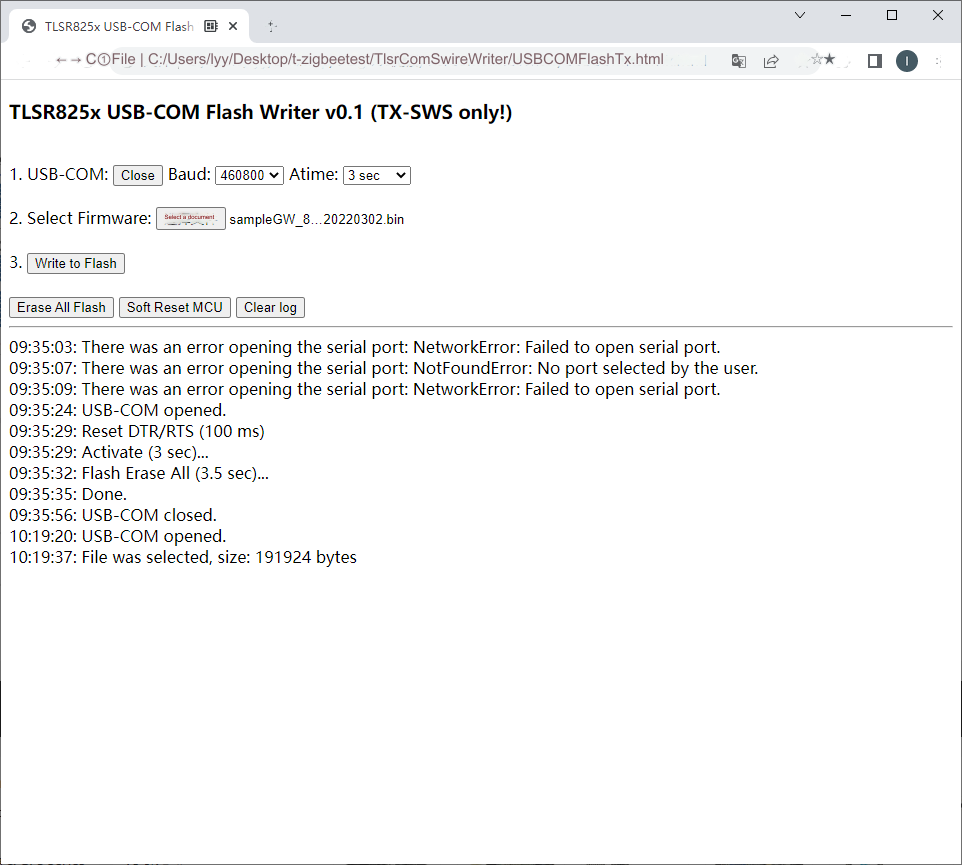 TLSR825x USB-COM Flash
File | C:/Users/lyy/Desktop/t-zigbeetest/TlsrComSwireWriter/USBCOMFlashTx.html
TLSR825x USB-COM Flash Writer v0.1 (TX-SWS only!)
1. USB-COM: Close Baud: 460800 Atime: 3 sec
2. Select Firmware: Select a document sampleGW_8...20220302.bin
3. Write to Flash
Erase All Flash Soft Reset MCU Clear log
09:35:03: There was an error opening the serial port: NetworkError: Failed to open serial port.
09:35:07: There was an error opening the serial port: NotFoundError: No port selected by the user.
09:35:09: There was an error opening the serial port: NetworkError: Failed to open serial port.
09:35:24: USB-COM opened.
09:35:29: Reset DTR/RTS (100 ms)
09:35:29: Activate (3 sec)...
09:35:32: Flash Erase All (3.5 sec)...
09:35:35: Done.
09:35:56: USB-COM closed.
10:19:20: USB-COM opened.
10:19:37: File was selected, size: 191924 bytes